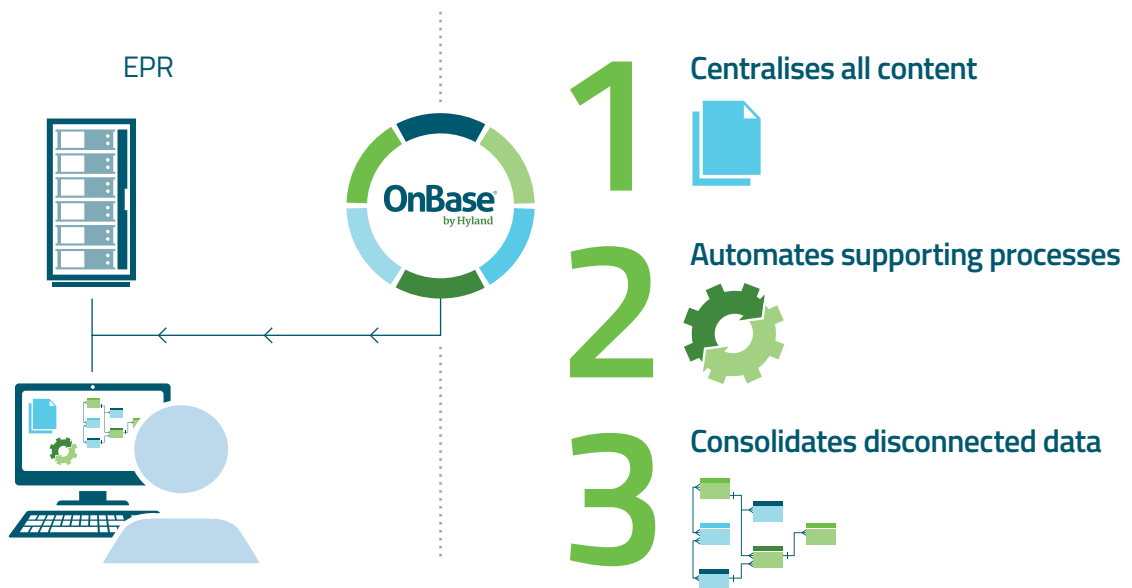 EPR
OnBase®
by Hyland
1
Centralises all content
2
Automates supporting processes
3
Consolidates disconnected data